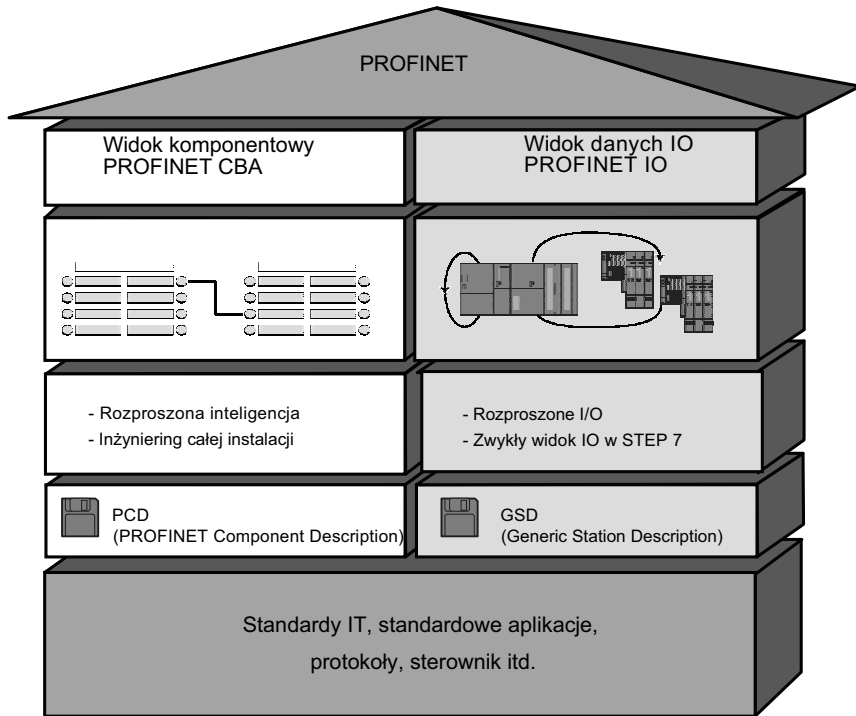 PROFINET
Widok komponentowy
PROFINET CBA
Widok danych IO
PROFINET IO
- Rozproszona inteligencja
- Inżyniering całej instalacji
- Rozproszone I/O
- Zwykły widok IO w STEP 7
PCD
(PROFINET Component Description)
GSD
(Generic Station Description)
Standardy IT, standardowe aplikacje,
protokoły, sterownik itd.